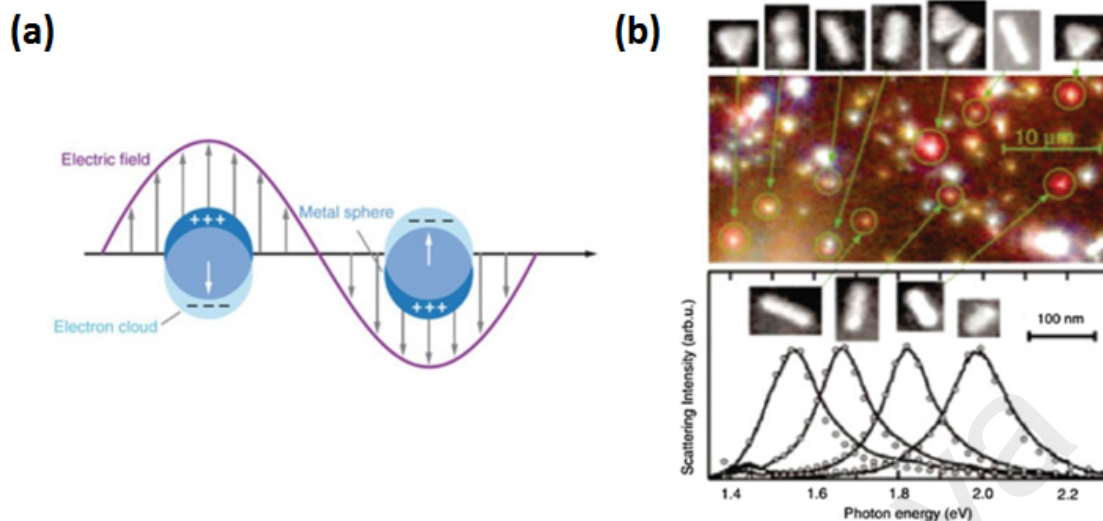 (a)
Electric field
+++
Metal sphere
---
+++
---
Electron cloud
(b)
10 µm
100 nm
Scattering Intensity (arb.u.)
1.4 1.6 1.8 2.0 2.2
Photon energy (eV)